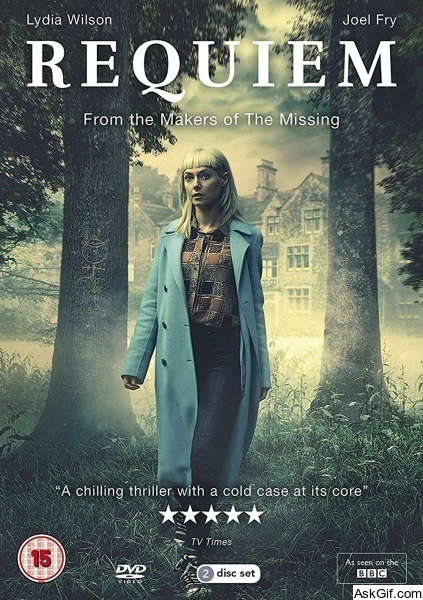 Lydia Wilson
Joel Fry
REQUIEM
From the Makers of The Missing
“A chilling thriller with a cold case at its core”
★★★★★
TV Times
15
DVD
VIDEO
2 disc set
As seen on the
BBC
AskGif.com